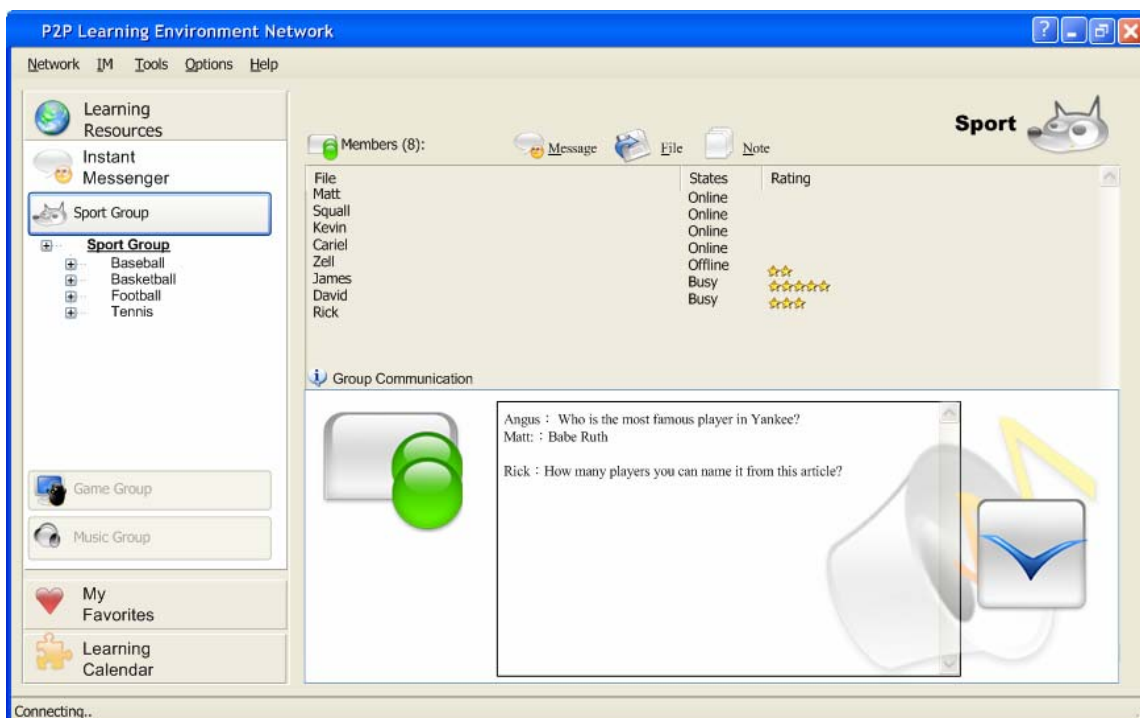 P2P Learning Environment Network
Network IM Tools Options Help
Learning
Resources
Instant
Messenger
Sport Group
Sport Group
Baseball
Basketball
Football
Tennis
Game Group
Music Group
My
Favorites
Learning
Calendar
Sport
Members (8): Message File Note
File States Rating
Matt Online
Squall Online
Kevin Online
Cariel Online
Zell Offline
James Busy
David Busy
Rick
Group Communication
Angus： Who is the most famous player in Yankee?
Matt:：Babe Ruth
Rick：How many players you can name it from this article?
Connecting..